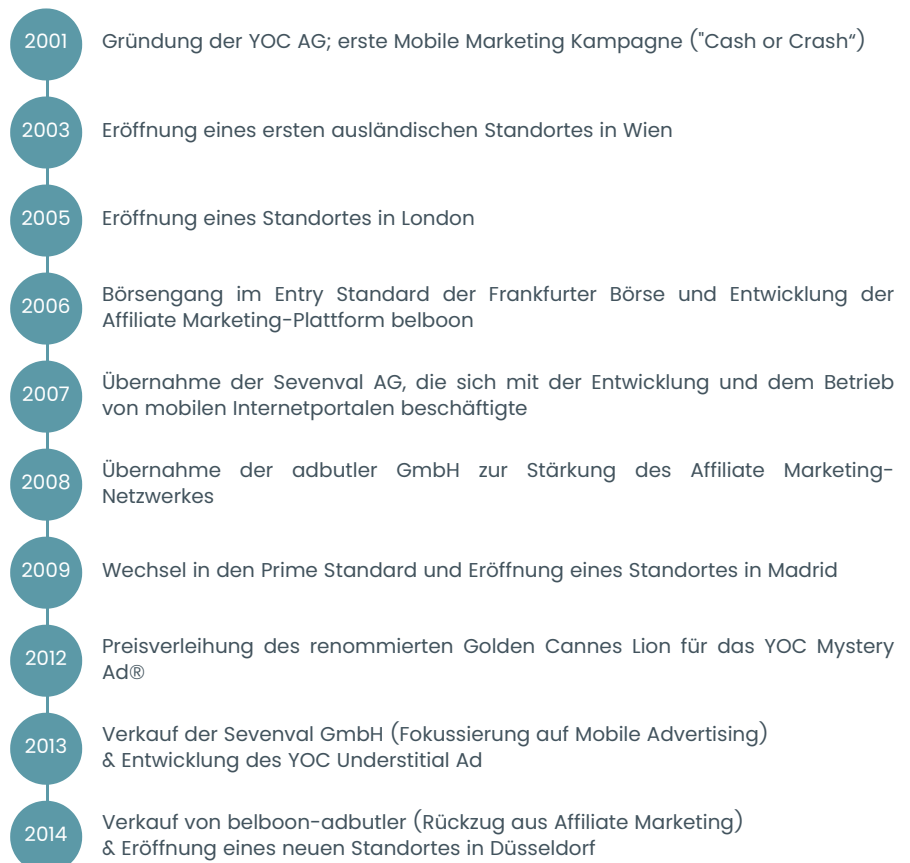 2001
Gründung der YOC AG; erste Mobile Marketing Kampagne ("Cash or Crash“)
2003
Eröffnung eines ersten ausländischen Standortes in Wien
2005
Eröffnung eines Standortes in London
2006
Börsengang im Entry Standard der Frankfurter Börse und Entwicklung der
Affiliate Marketing-Plattform belboon
2007
Übernahme der Sevenval AG, die sich mit der Entwicklung und dem Betrieb
von mobilen Internetportalen beschäftigte
2008
Übernahme der adbutler GmbH zur Stärkung des Affiliate Marketing-
Netzwerkes
2009
Wechsel in den Prime Standard und Eröffnung eines Standortes in Madrid
2012
Preisverleihung des renommierten Golden Cannes Lion für das YOC Mystery
Ad®
2013
Verkauf der Sevenval GmbH (Fokussierung auf Mobile Advertising)
& Entwicklung des YOC Understitial Ad
2014
Verkauf von belboon-adbutler (Rückzug aus Affiliate Marketing)
& Eröffnung eines neuen Standortes in Düsseldorf